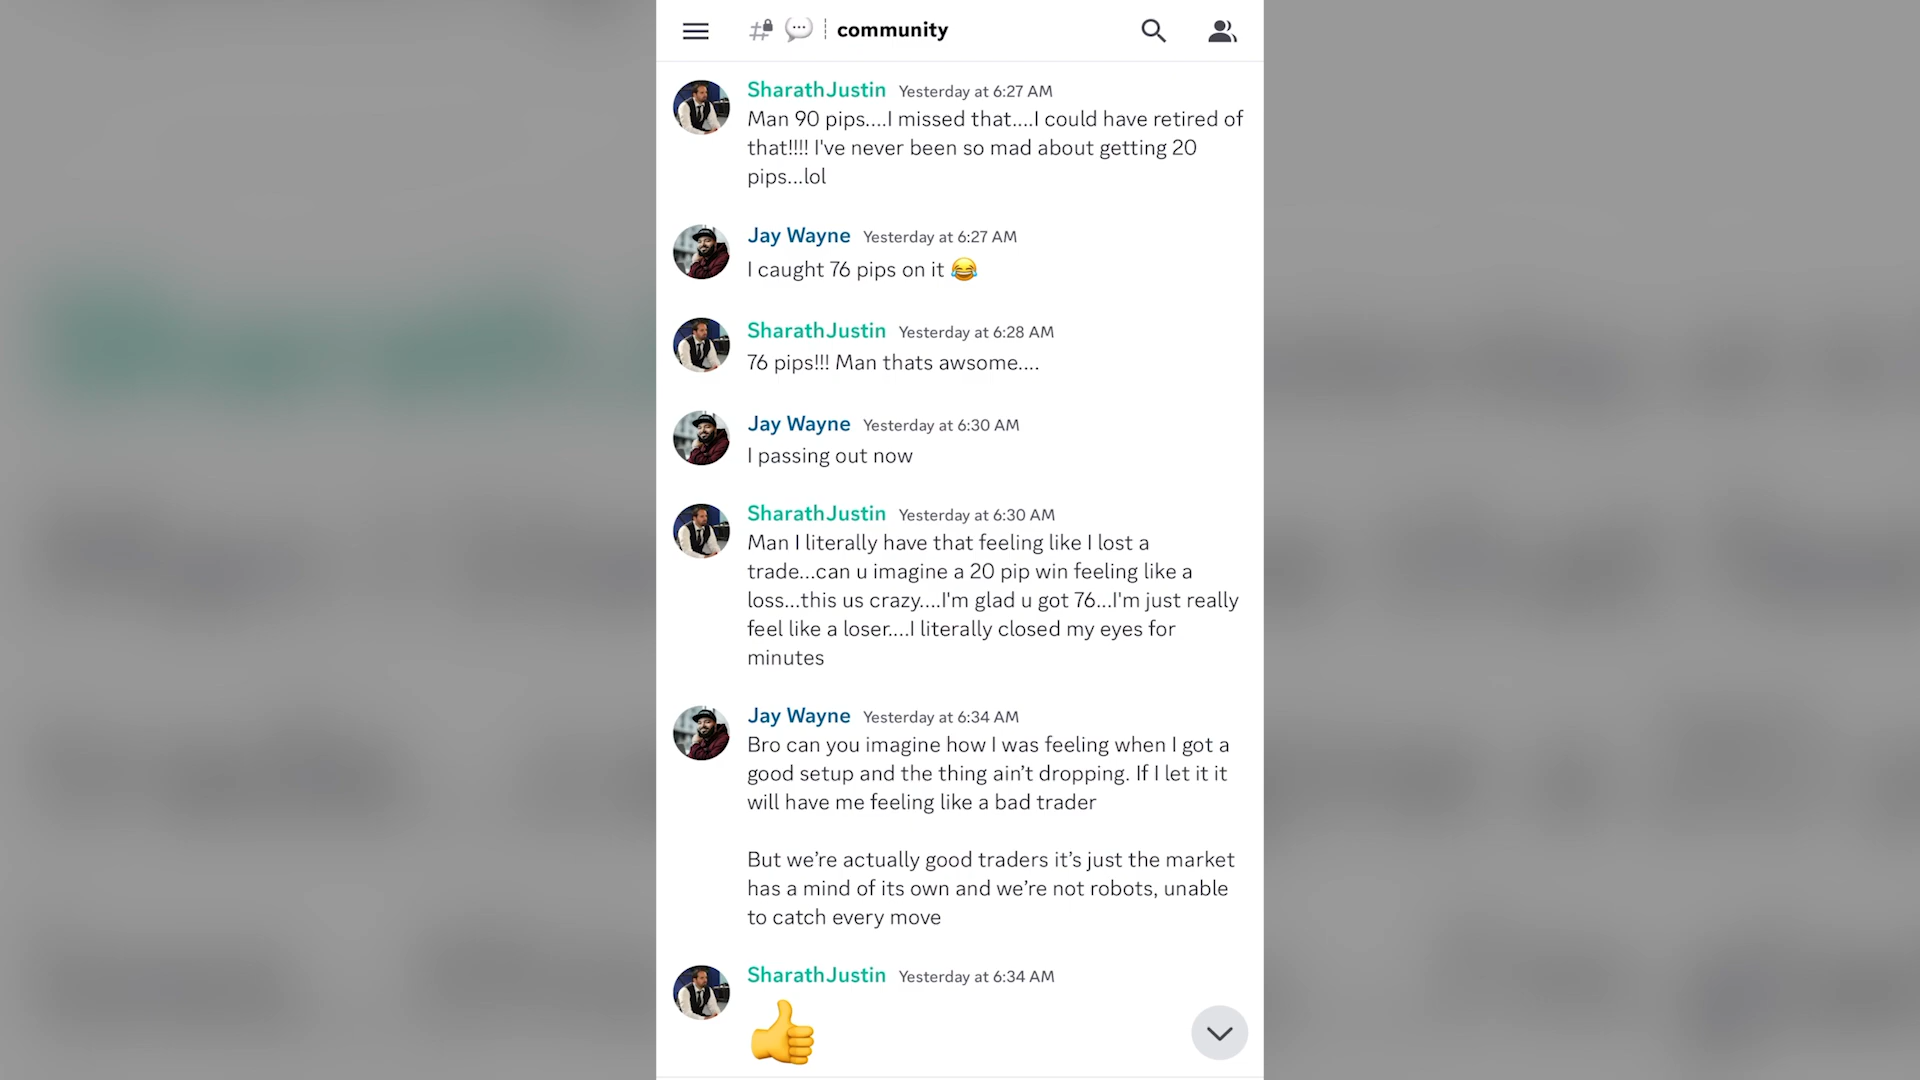 community
SharathJustin Yesterday at 6:27 AM
Man 90 pips....I missed that....I could have retired of
that!!!! I've never been so mad about getting 20
pips...lol
Jay Wayne Yesterday at 6:27 AM
I caught 76 pips on it 😂
SharathJustin Yesterday at 6:28 AM
76 pips!!! Man thats awsome....
Jay Wayne Yesterday at 6:30 AM
I passing out now
SharathJustin Yesterday at 6:30 AM
Man I literally have that feeling like I lost a
trade...can u imagine a 20 pip win feeling like a
loss...this us crazy....I'm glad u got 76...I'm just really
feel like a loser....I literally closed my eyes for
minutes
Jay Wayne Yesterday at 6:34 AM
Bro can you imagine how I was feeling when I got a
good setup and the thing ain’t dropping. If I let it it
will have me feeling like a bad trader
But we’re actually good traders it’s just the market
has a mind of its own and we’re not robots, unable
to catch every move
SharathJustin Yesterday at 6:34 AM
👍